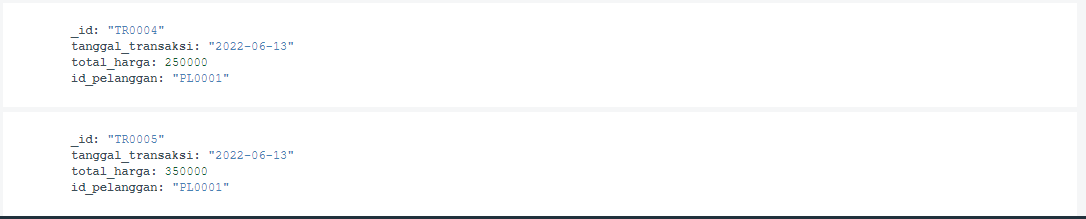 _id: "TR0004"
tanggal_transaksi: "2022-06-13"
total_harga: 250000
id_pelanggan: "PL0001"
_id: "TR0005"
tanggal_transaksi: "2022-06-13"
total_harga: 350000
id_pelanggan: "PL0001"